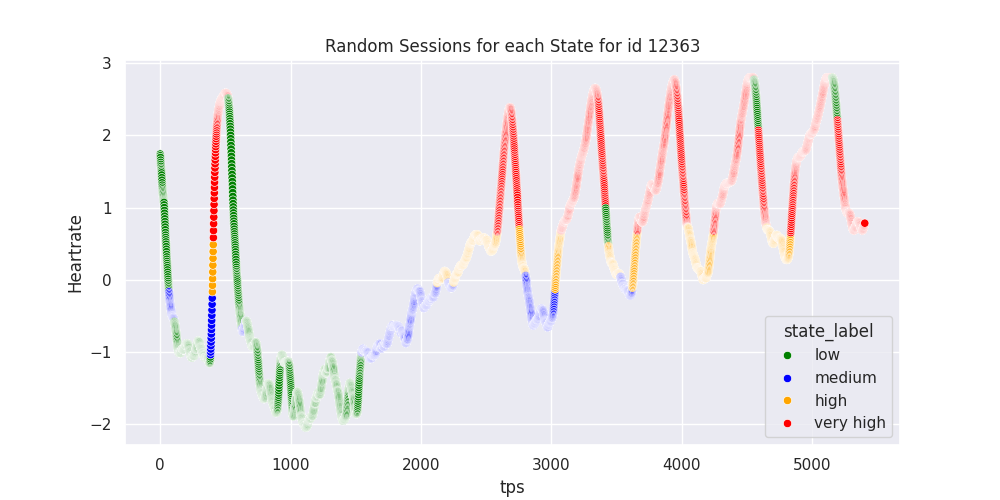 Random Sessions for each State for id 12363
Heartrate
3
2
1
0
−1
−2
0 1000 2000 3000 4000 5000
tps
state_label
low
medium
high
very high